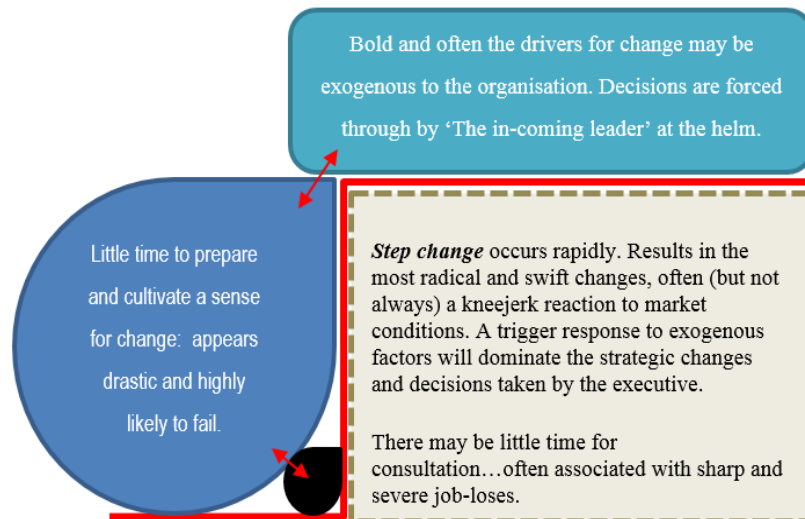 Bold and often the drivers for change may be
exogenous to the organisation. Decisions are forced
through by ‘The in-coming leader’ at the helm.
Little time to prepare
and cultivate a sense
for change:  appears
drastic and highly
likely to fail.
Step change occurs rapidly. Results in the
most radical and swift changes, often (but not
always) a kneejerk reaction to market
conditions. A trigger response to exogenous
factors will dominate the strategic changes
and decisions taken by the executive.
There may be little time for
consultation…often associated with sharp and
severe job-loses.